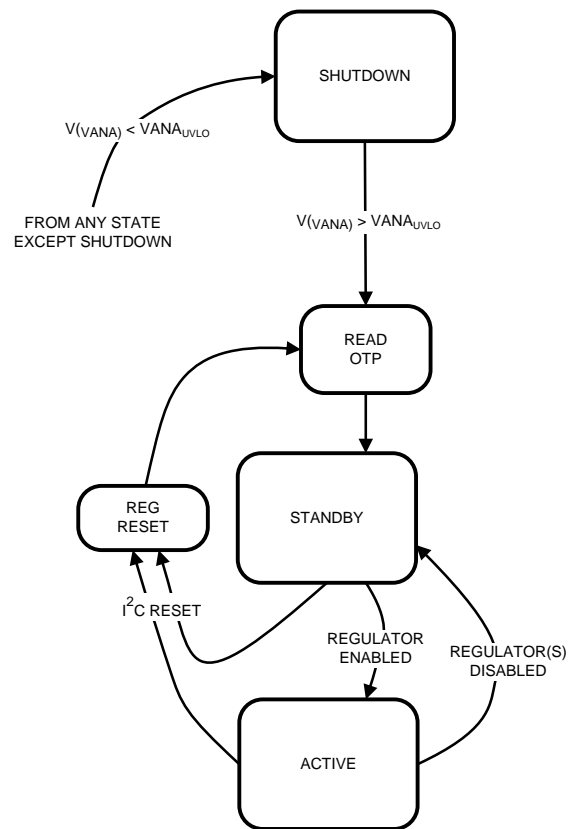 SHUTDOWN
V(VANA) < VANAUVLO
FROM ANY STATE
EXCEPT SHUTDOWN
V(VANA) > VANAUVLO
READ
OTP
REG
RESET
STANDBY
I2C RESET
REGULATOR
ENABLED
REGULATOR(S)
DISABLED
ACTIVE